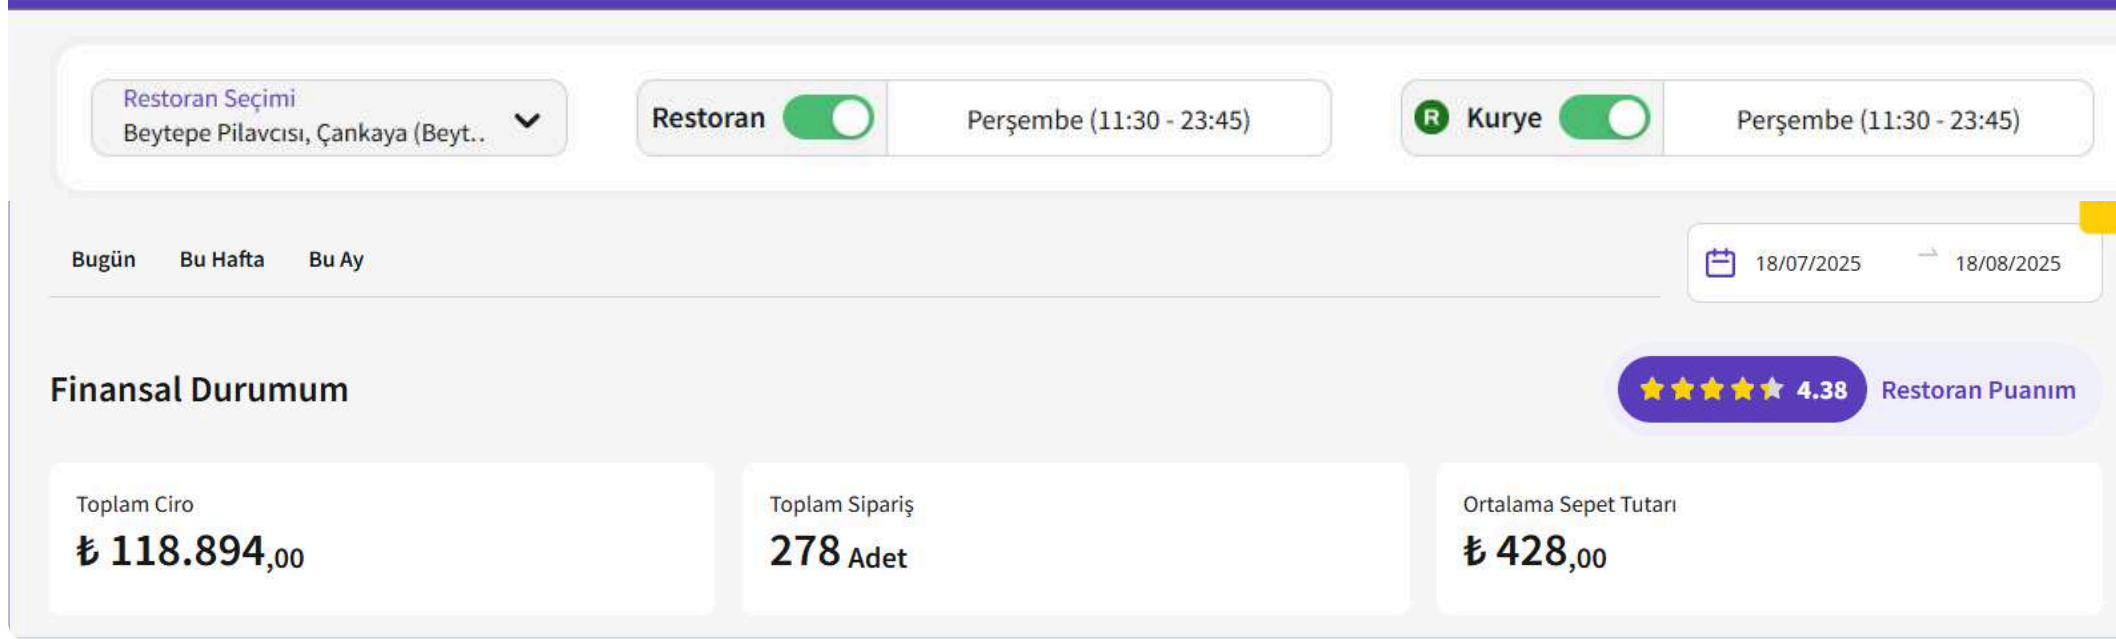 Restoran Seçimi
Beytepe Pilavcısı, Çankaya (Beyt..
Restoran
Perşembe (11:30 - 23:45)
R Kurye
Perşembe (11:30 - 23:45)
Bugün Bu Hafta Bu Ay
18/07/2025 → 18/08/2025
Finansal Durumum
4.38 Restoran Puanım
Toplam Ciro
₺ 118.894,00
Toplam Sipariş
278 Adet
Ortalama Sepet Tutarı
₺ 428,00